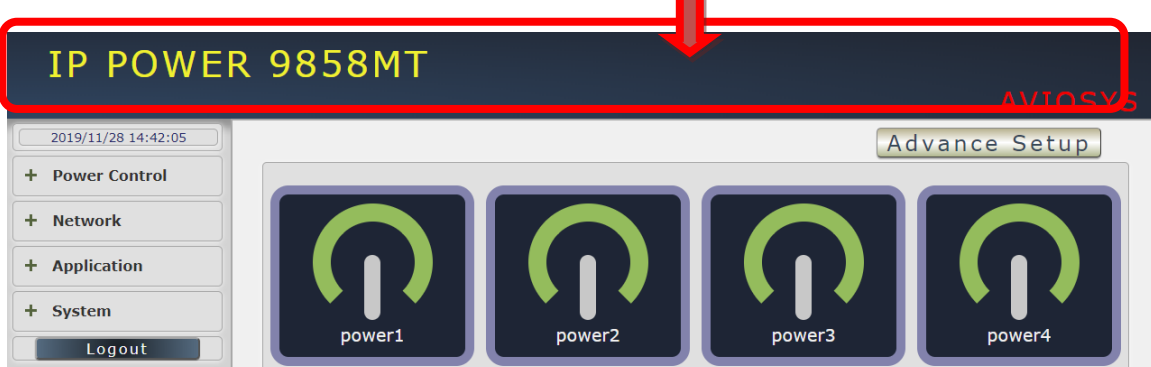 IP POWER 9858MT
AVIOSYS
2019/11/28 14:42:05
Advance Setup
+ Power Control
+ Network
+ Application
+ System
Logout
power1 power2 power3 power4